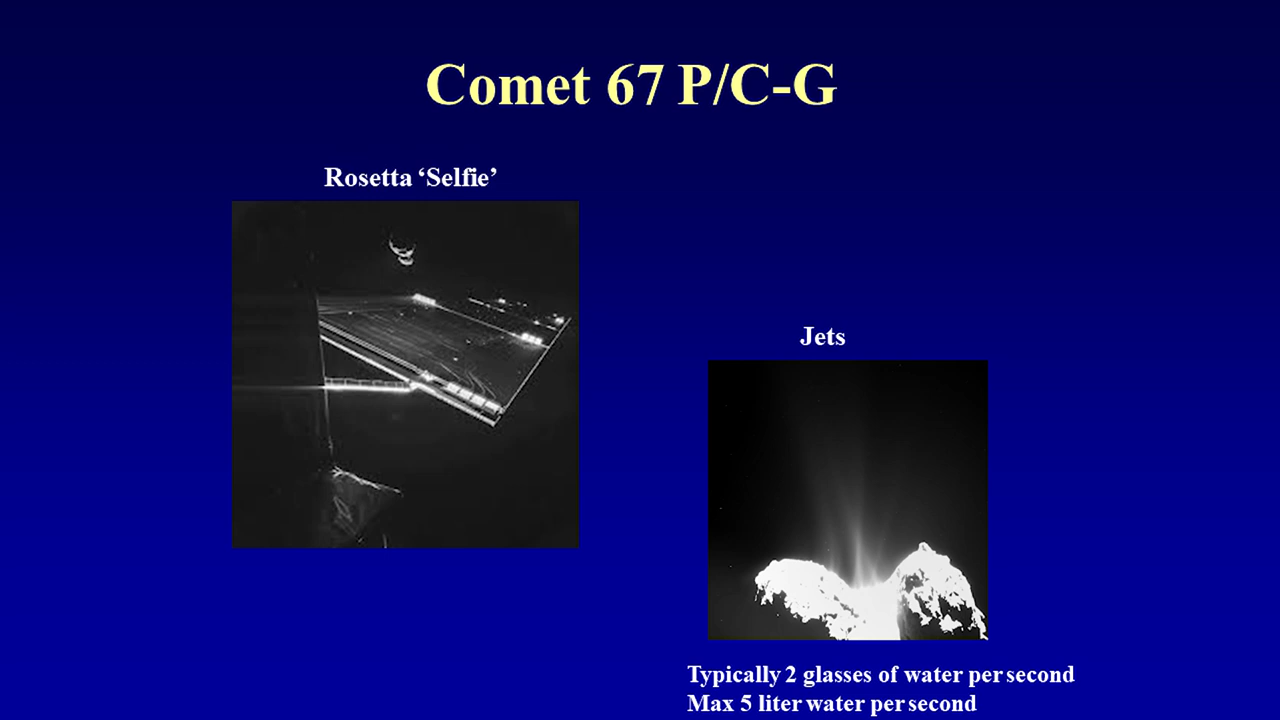 Comet 67 P/C-G
Rosetta ‘Selfie’
Jets
Typically 2 glasses of water per second
Max 5 liter water per second